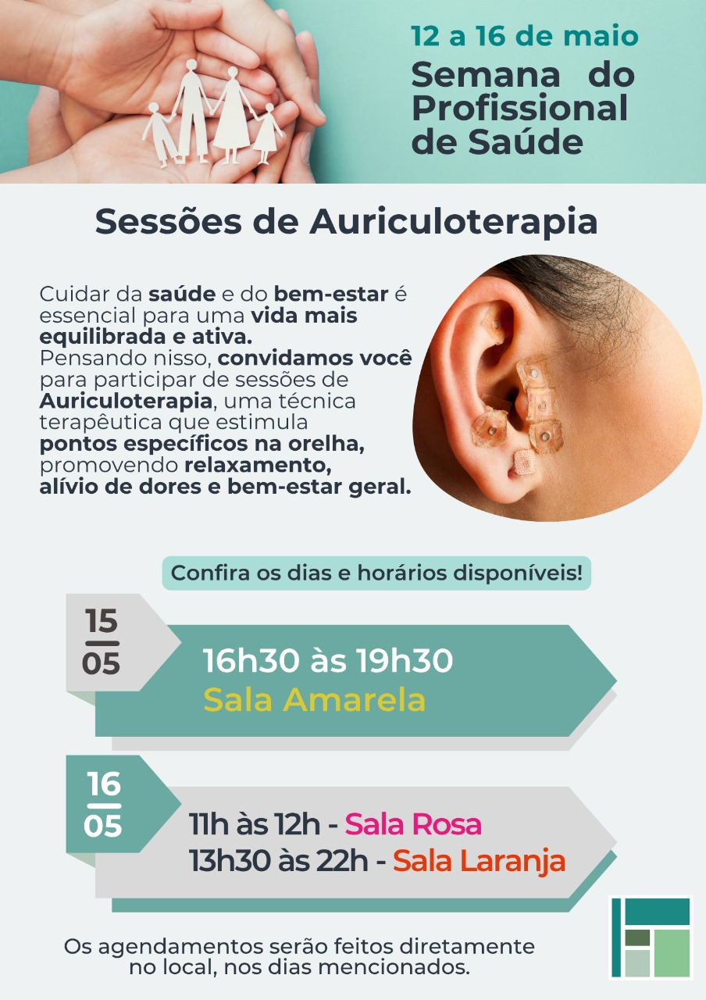 12 a 16 de maio
Semana do
Profissional
de Saúde
Sessões de Auriculoterapia
Cuidar da saúde e do bem-estar é
essencial para uma vida mais
equilibrada e ativa.
Pensando nisso, convidamos você
para participar de sessões de
Auriculoterapia, uma técnica
terapêutica que estimula
pontos específicos na orelha,
promovendo relaxamento,
alívio de dores e bem-estar geral.
Confira os dias e horários disponíveis!
15
05
16h30 às 19h30
Sala Amarela
16
05
11h às 12h - Sala Rosa
13h30 às 22h - Sala Laranja
Os agendamentos serão feitos diretamente
no local, nos dias mencionados.